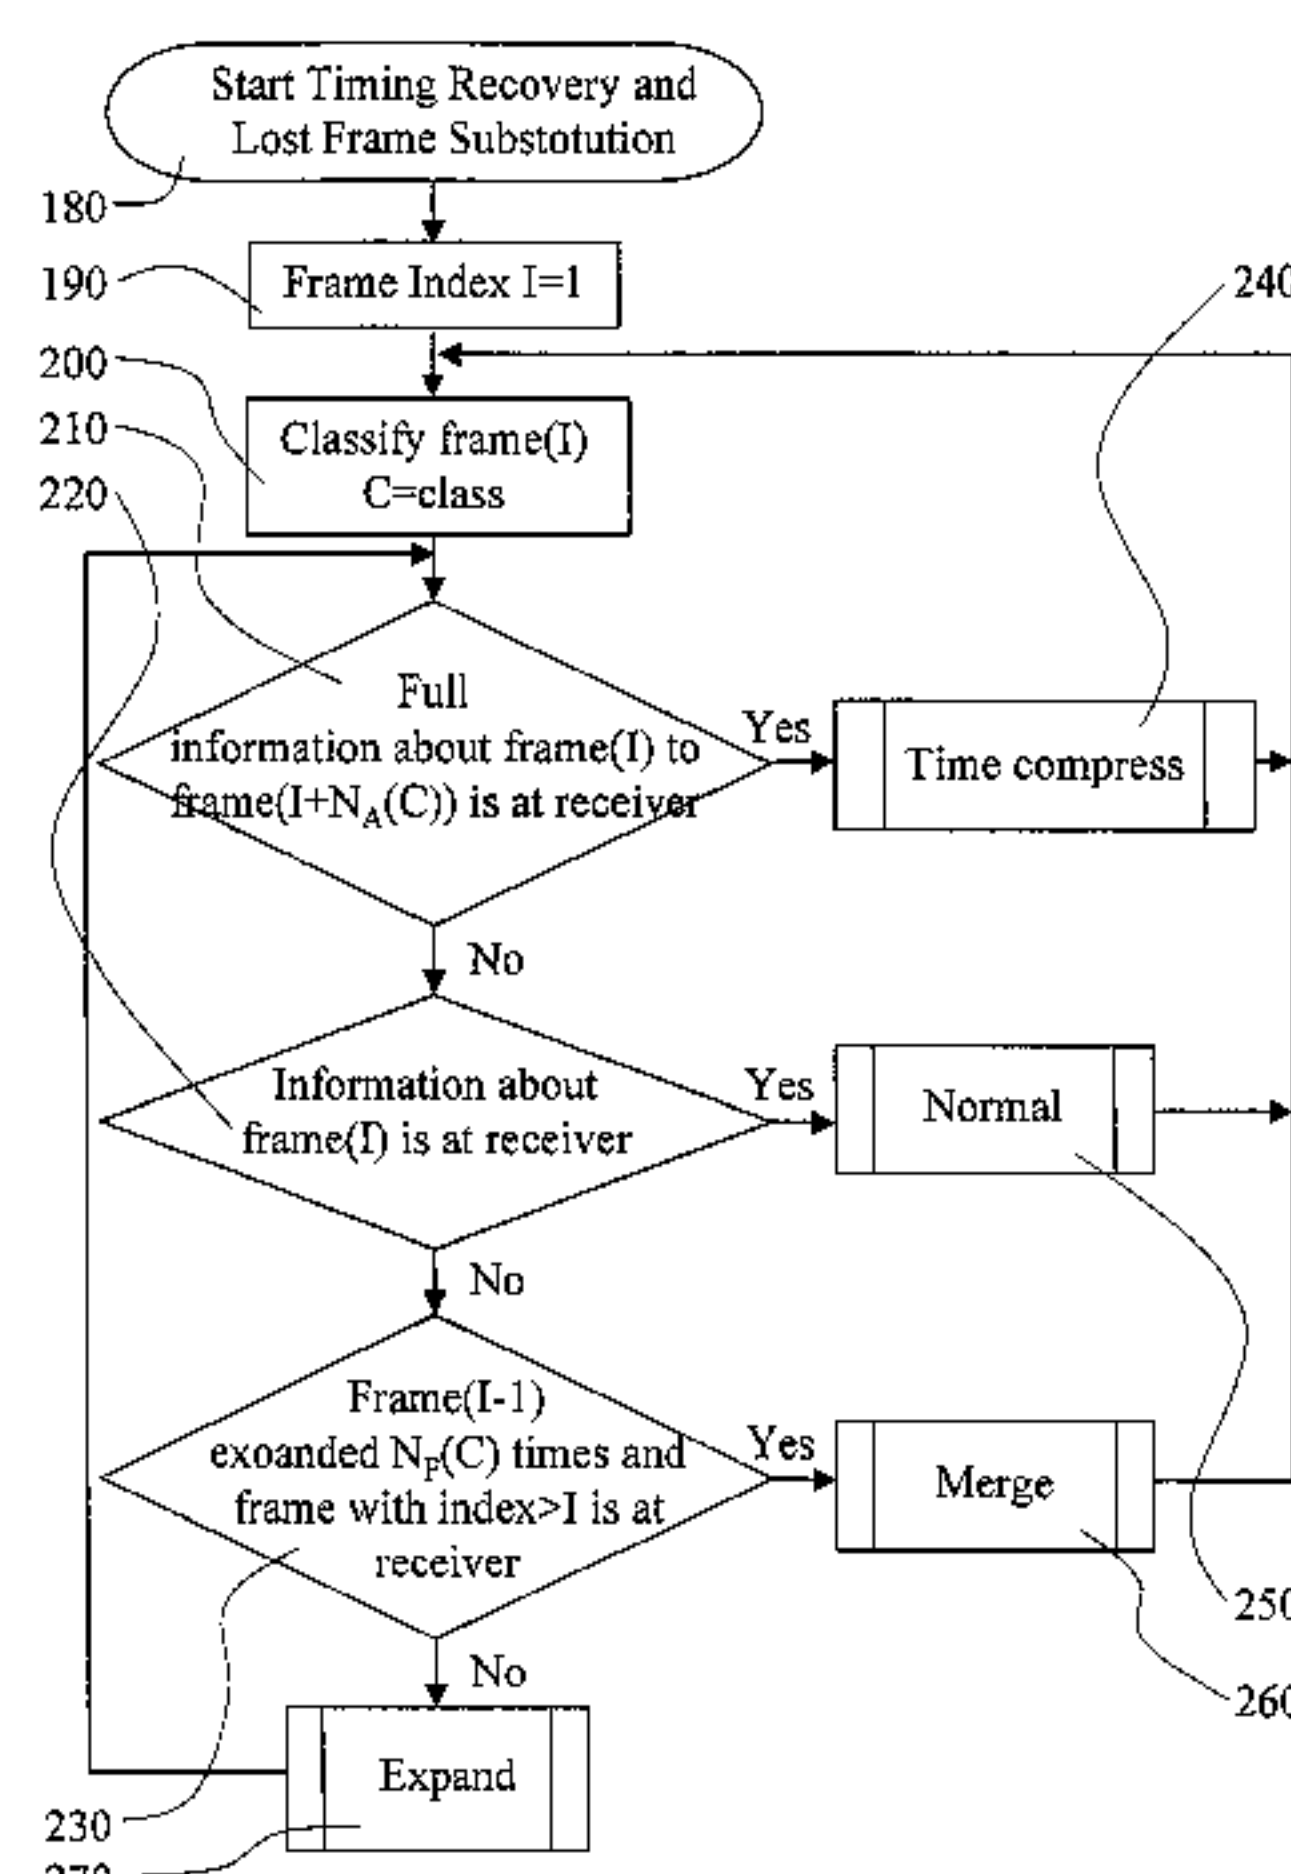 Start Timing Recovery and
Lost Frame Substotution
180
190
Frame Index I=1
240
200
210
Classify frame(I)
220
C=class
Full
information about frame(I) to
frame(I+N_A(C)) is at receiver
Yes
Time compress
No
Information about
frame(I) is at receiver
Yes
Normal
No
Frame(I-1)
exoanded N_P(C) times and
frame with index>I is at
receiver
Yes
Merge
250
No
260
Expand
230
270